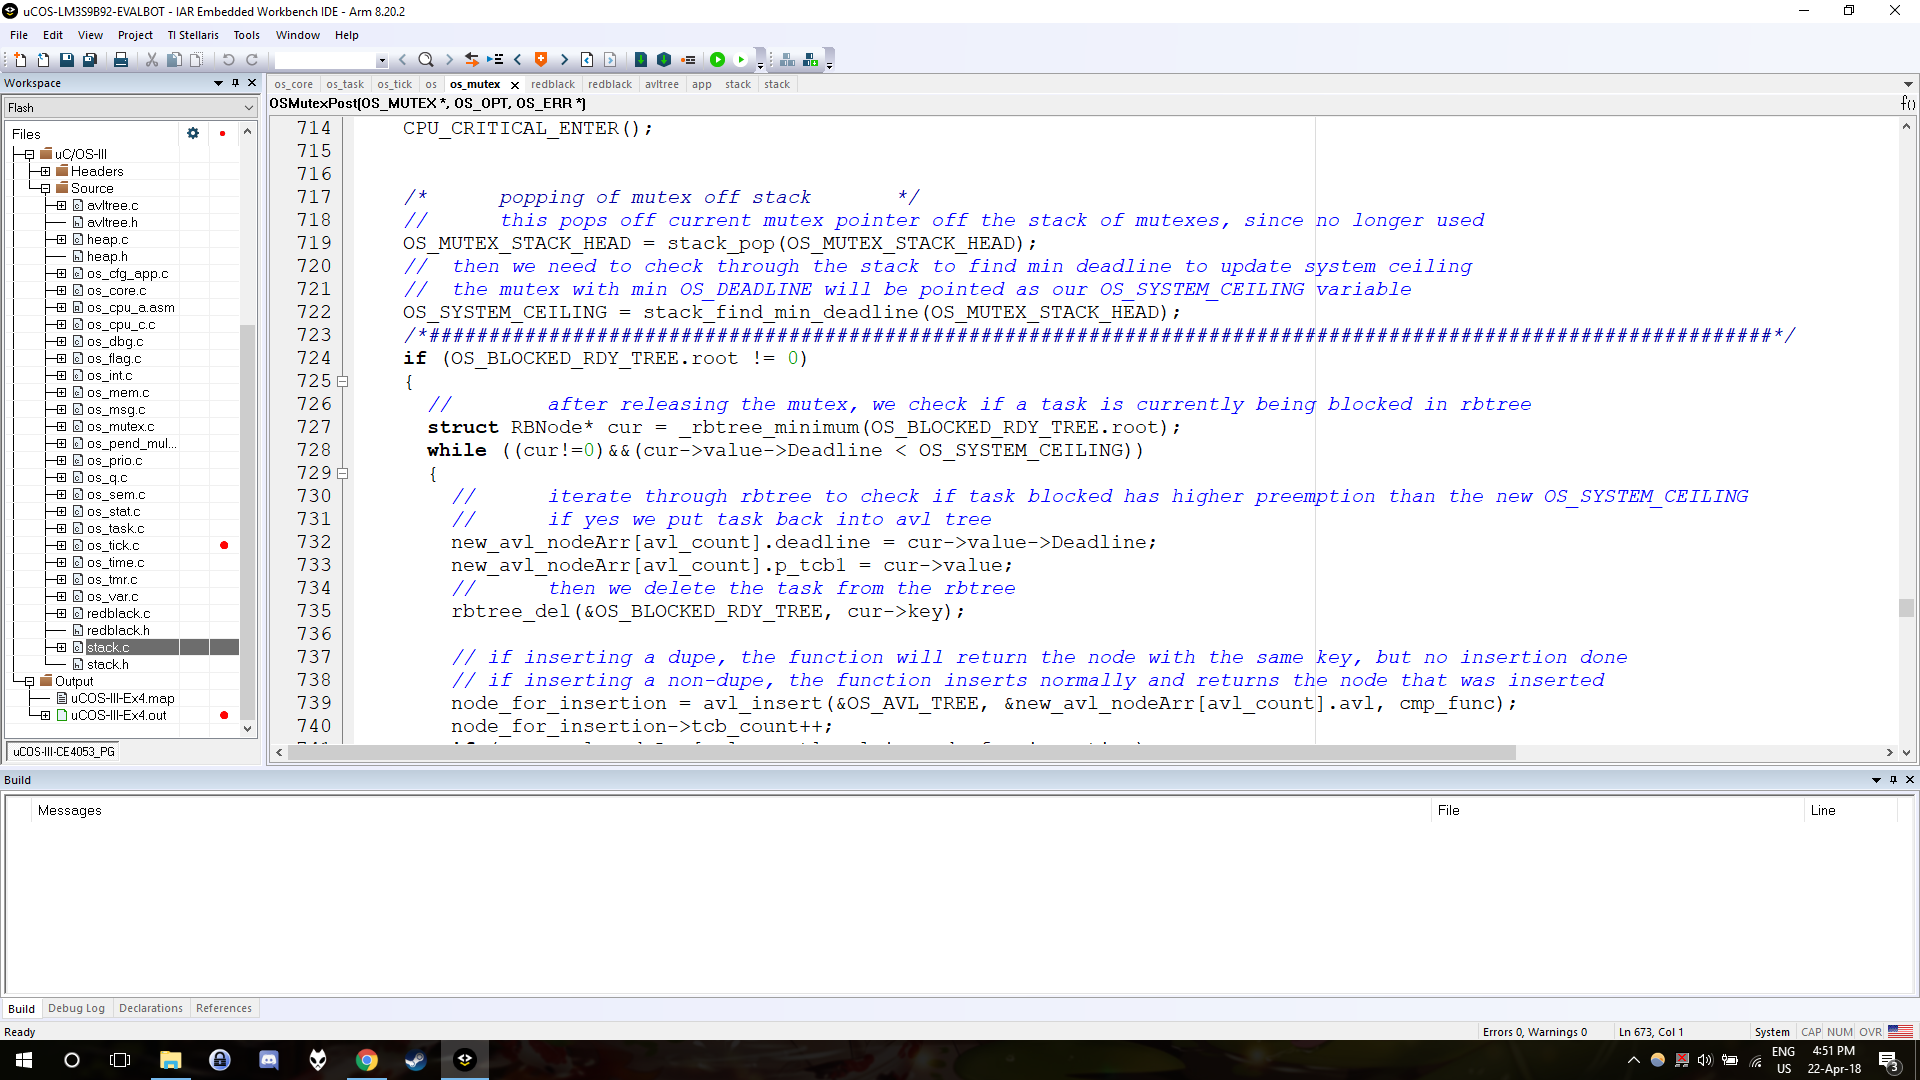 uCOS-LM3S9B92-EVALBOT - IAR Embedded Workbench IDE - Arm 8.20.2
File Edit View Project TI Stellaris Tools Window Help
Workspace
Flash
Files
uC/OS-III
Headers
Source
avltree.c
avltree.h
heap.c
heap.h
os_cfg_app.c
os_core.c
os_cpu_a.asm
os_cpu_c.c
os_dbg.c
os_flag.c
os_int.c
os_mem.c
os_msg.c
os_mutex.c
os_pend_mul...
os_prio.c
os_q.c
os_sem.c
os_stat.c
os_task.c
os_tick.c
os_time.c
os_tmr.c
os_var.c
redblack.c
redblack.h
stack.c
stack.h
Output
uCOS-III-Ex4.map
uCOS-III-Ex4.out
uCOS-III-CE4053_PG
os_core os_task os_tick os os_mutex redblack redblack avltree app stack stack
OSMutexPost(OS_MUTEX *, OS_OPT, OS_ERR *)
f()
714 CPU_CRITICAL_ENTER();
715
716
717 /* popping of mutex off stack */
718 // this pops off current mutex pointer off the stack of mutexes, since no longer used
719 OS_MUTEX_STACK_HEAD = stack_pop(OS_MUTEX_STACK_HEAD);
720 // then we need to check through the stack to find min deadline to update system ceiling
721 // the mutex with min OS_DEADLINE will be pointed as our OS_SYSTEM_CEILING variable
722 OS_SYSTEM_CEILING = stack_find_min_deadline(OS_MUTEX_STACK_HEAD);
723 /*################################################################################################################*/
724 if (OS_BLOCKED_RDY_TREE.root != 0)
725 {
726 // after releasing the mutex, we check if a task is currently being blocked in rbtree
727 struct RBNode* cur = _rbtree_minimum(OS_BLOCKED_RDY_TREE.root);
728 while ((cur!=0)&&(cur->value->Deadline < OS_SYSTEM_CEILING))
729 {
730 // iterate through rbtree to check if task blocked has higher preemption than the new OS_SYSTEM_CEILING
731 // if yes we put task back into avl tree
732 new_avl_nodeArr[avl_count].deadline = cur->value->Deadline;
733 new_avl_nodeArr[avl_count].p_tcb1 = cur->value;
734 // then we delete the task from the rbtree
735 rbtree_del(&OS_BLOCKED_RDY_TREE, cur->key);
736
737 // if inserting a dupe, the function will return the node with the same key, but no insertion done
738 // if inserting a non-dupe, the function inserts normally and returns the node that was inserted
739 node_for_insertion = avl_insert(&OS_AVL_TREE, &new_avl_nodeArr[avl_count].avl, cmp_func);
740 node_for_insertion->tcb_count++;
Build
Messages File Line
Build Debug Log Declarations References
Ready Errors 0, Warnings 0 Ln 673, Col 1 System CAP NUM OVR
ENG 4:51 PM
US 22-Apr-18 3